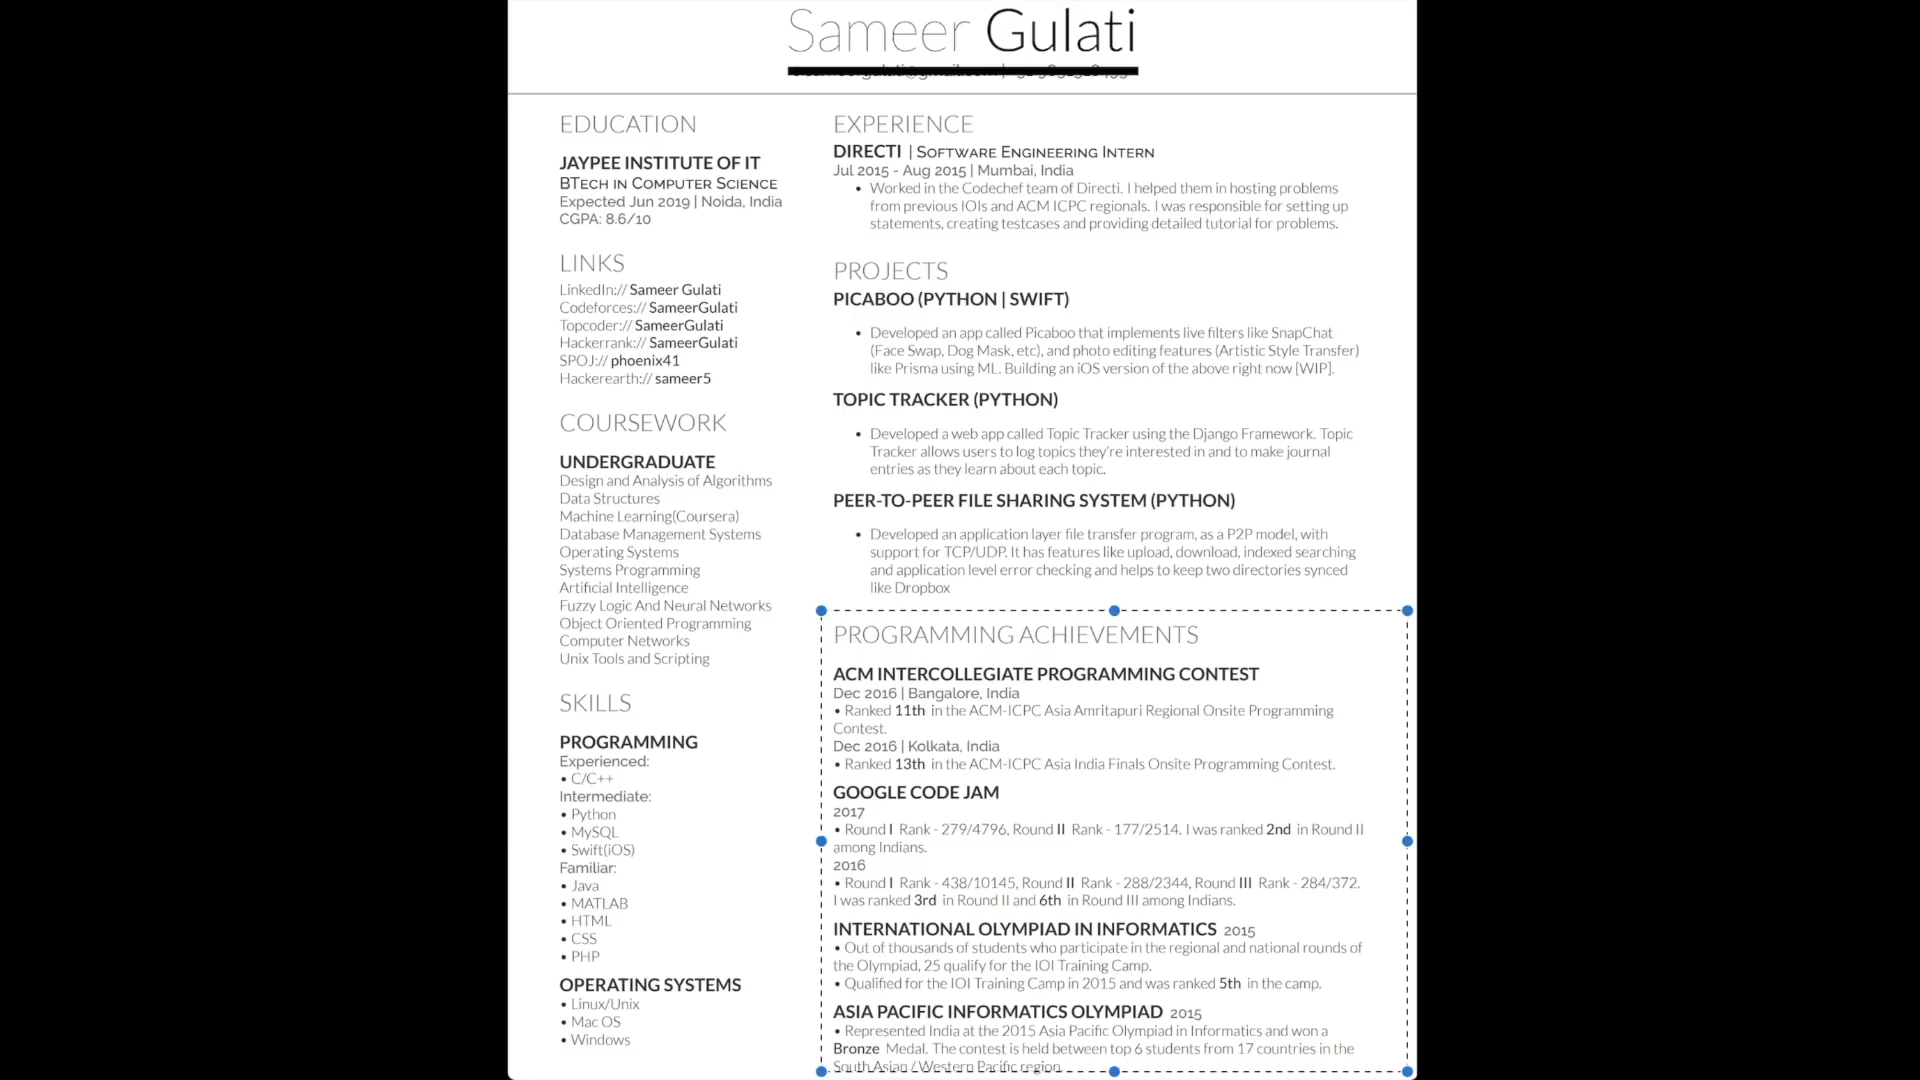 Sameer Gulati
EDUCATION
JAYPEE INSTITUTE OF IT
BTECH IN COMPUTER SCIENCE
Expected Jun 2019 | Noida, India
CGPA: 8.6/10
LINKS
LinkedIn:// Sameer Gulati
Codeforces:// SameerGulati
Topcoder:// SameerGulati
Hackerrank:// SameerGulati
SPOJ:// phoenix41
Hackerearth:// sameer5
COURSEWORK
UNDERGRADUATE
Design and Analysis of Algorithms
Data Structures
Machine Learning(Coursera)
Database Management Systems
Operating Systems
Systems Programming
Artificial Intelligence
Fuzzy Logic And Neural Networks
Object Oriented Programming
Computer Networks
Unix Tools and Scripting
SKILLS
PROGRAMMING
Experienced:
• C/C++
Intermediate:
• Python
• MySQL
• Swift(iOS)
Familiar:
• Java
• MATLAB
• HTML
• CSS
• PHP
OPERATING SYSTEMS
• Linux/Unix
• Mac OS
• Windows
EXPERIENCE
DIRECTI | SOFTWARE ENGINEERING INTERN
Jul 2015 - Aug 2015 | Mumbai, India
• Worked in the Codechef team of Directi. I helped them in hosting problems
from previous IOIs and ACM ICPC regionals. I was responsible for setting up
statements, creating testcases and providing detailed tutorial for problems.
PROJECTS
PICABOO (PYTHON | SWIFT)
• Developed an app called Picaboo that implements live filters like SnapChat
(Face Swap, Dog Mask, etc), and photo editing features (Artistic Style Transfer)
like Prisma using ML. Building an iOS version of the above right now [WIP].
TOPIC TRACKER (PYTHON)
• Developed a web app called Topic Tracker using the Django Framework. Topic
Tracker allows users to log topics they're interested in and to make journal
entries as they learn about each topic.
PEER-TO-PEER FILE SHARING SYSTEM (PYTHON)
• Developed an application layer file transfer program, as a P2P model, with
support for TCP/UDP. It has features like upload, download, indexed searching
and application level error checking and helps to keep two directories synced
like Dropbox
PROGRAMMING ACHIEVEMENTS
ACM INTERCOLLEGIATE PROGRAMMING CONTEST
Dec 2016 | Bangalore, India
• Ranked 11th in the ACM-ICPC Asia Amritapuri Regional Onsite Programming
Contest.
Dec 2016 | Kolkata, India
• Ranked 13th in the ACM-ICPC Asia India Finals Onsite Programming Contest.
GOOGLE CODE JAM
2017
• Round I Rank - 279/4796, Round II Rank - 177/2514. I was ranked 2nd in Round II
among Indians.
2016
• Round I Rank - 438/10145, Round II Rank - 288/2344, Round III Rank - 284/372.
I was ranked 3rd in Round II and 6th in Round III among Indians.
INTERNATIONAL OLYMPIAD IN INFORMATICS 2015
• Out of thousands of students who participate in the regional and national rounds of
the Olympiad, 25 qualify for the IOI Training Camp.
• Qualified for the IOI Training Camp in 2015 and was ranked 5th in the camp.
ASIA PACIFIC INFORMATICS OLYMPIAD 2015
• Represented India at the 2015 Asia Pacific Olympiad in Informatics and won a
Bronze Medal. The contest is held between top 6 students from 17 countries in the
South Asian / Western Pacific region.